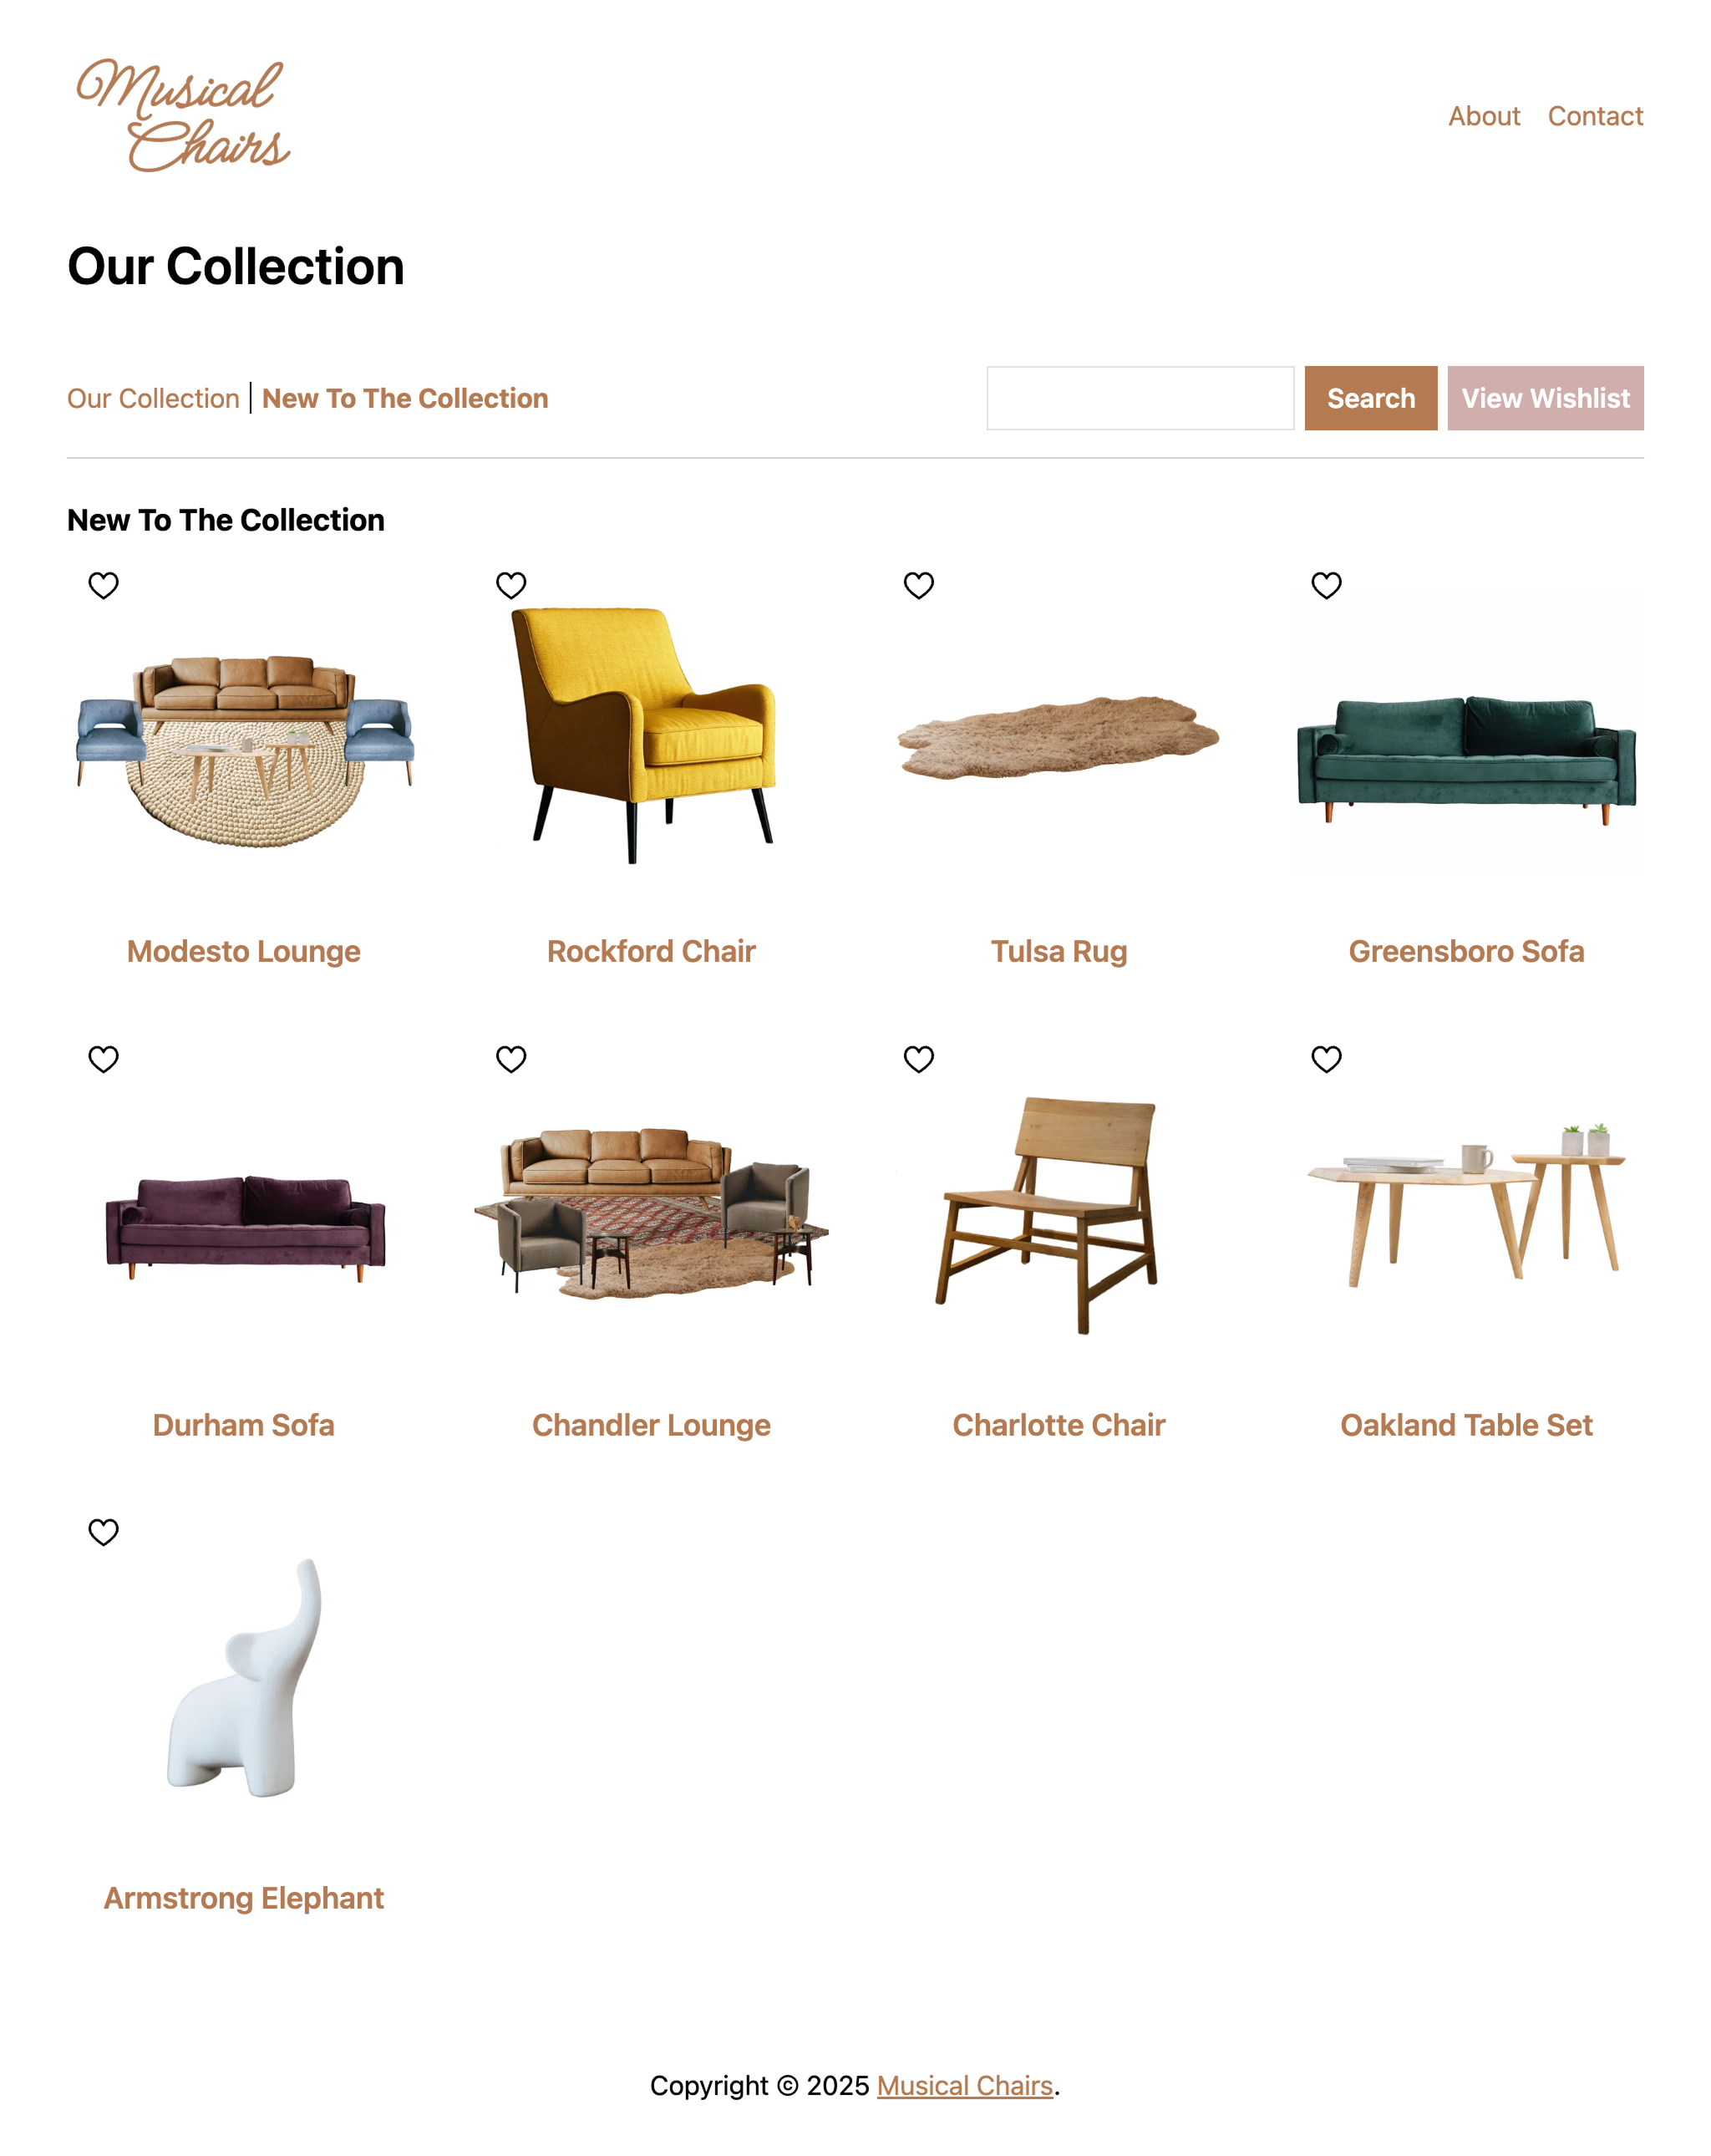 Musical
Chairs
About Contact
Our Collection
Our Collection | New To The Collection
Search
View Wishlist
New To The Collection
Modesto Lounge
Rockford Chair
Tulsa Rug
Greensboro Sofa
Durham Sofa
Chandler Lounge
Charlotte Chair
Oakland Table Set
Armstrong Elephant
Copyright © 2025 Musical Chairs.